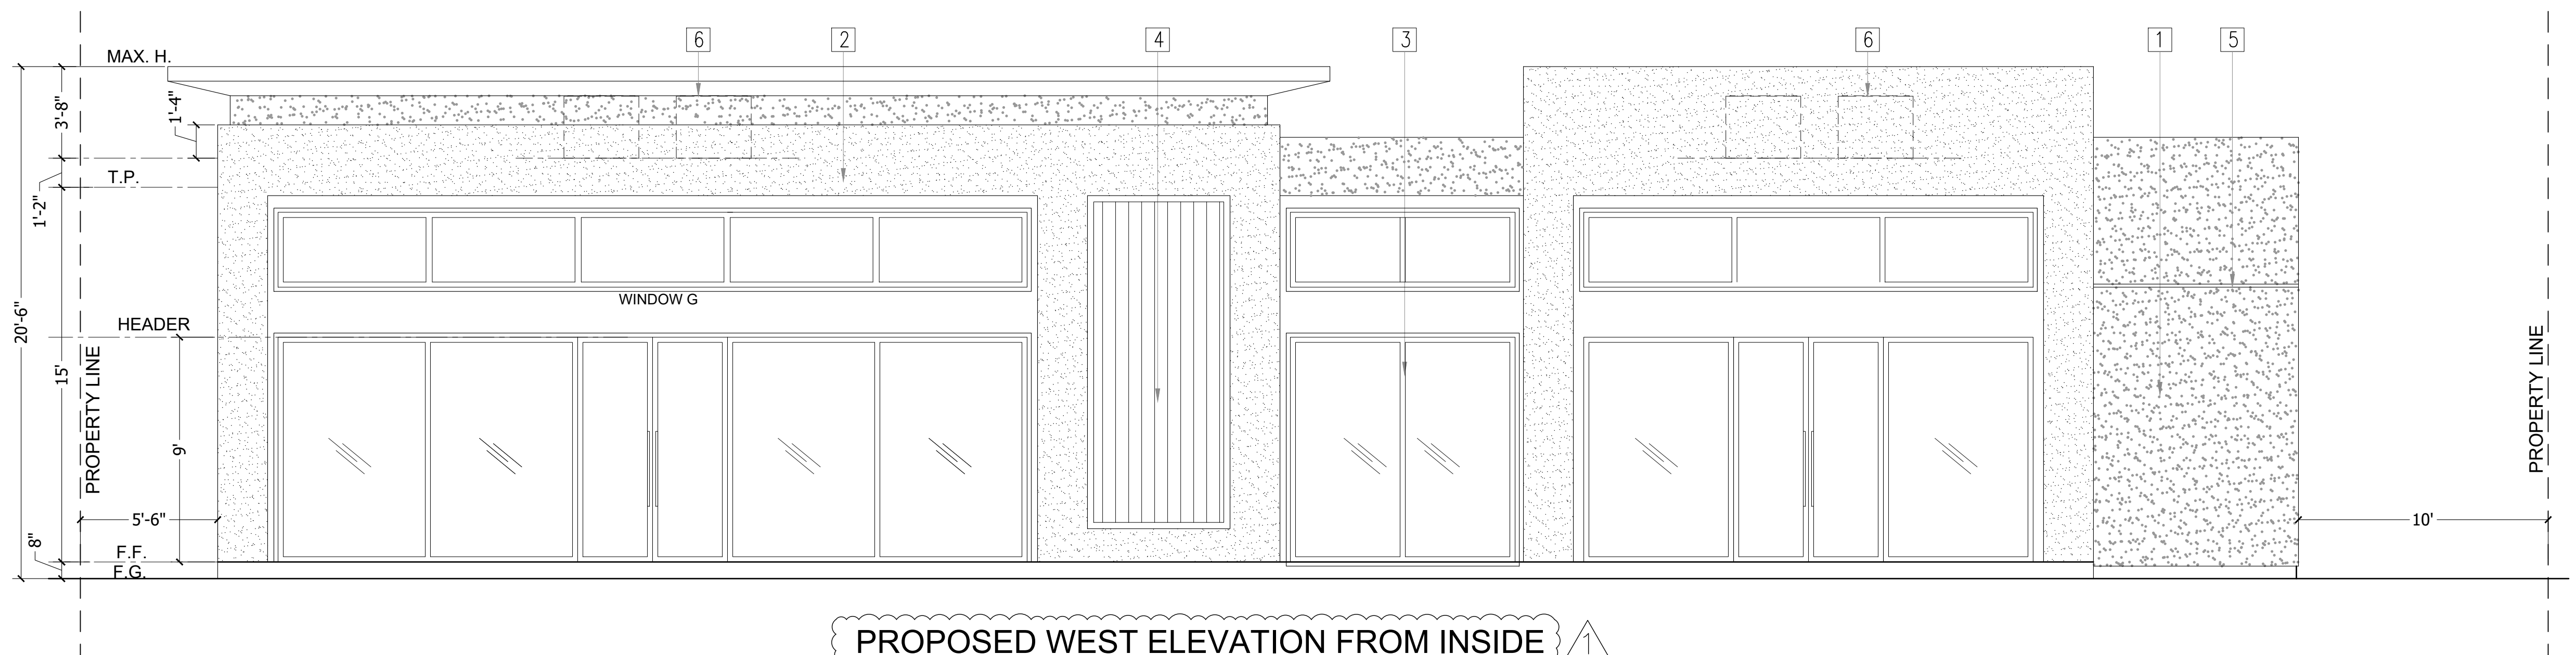 6
2
4
3
6
1
5
MAX. H.
3'-8"
1'-4"
T.P.
1'-2"
WINDOW G
20'-6"
HEADER
15'
PROPERTY LINE
9'
PROPERTY LINE
5'-6"
10'
8"
F.F.
F.G.
PROPOSED WEST ELEVATION FROM INSIDE
1